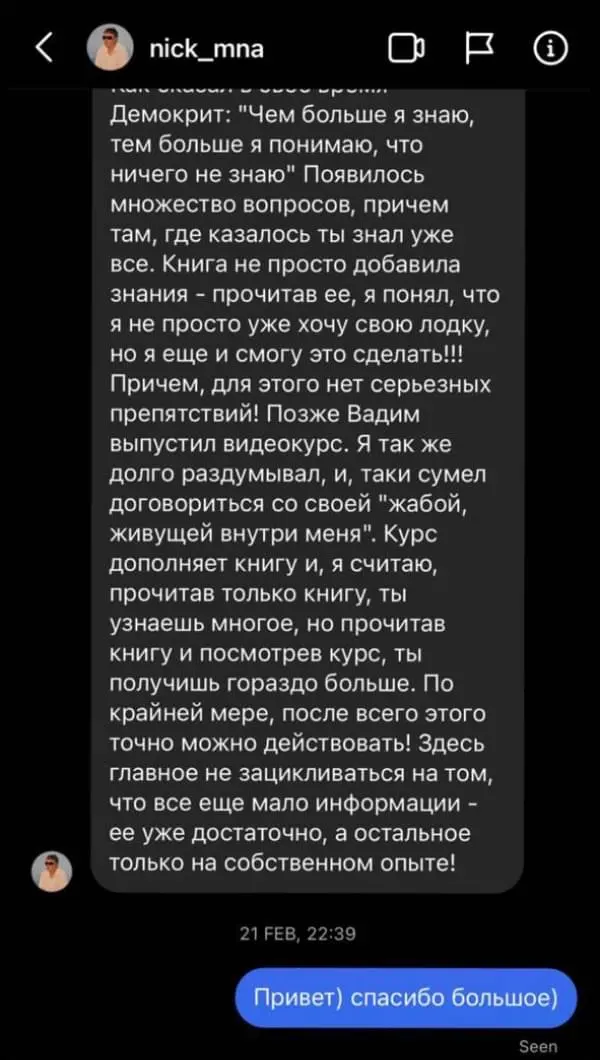 nick_mna
Демокрит: "Чем больше я знаю,
тем больше я понимаю, что
ничего не знаю" Появилось
множество вопросов, причем
там, где казалось ты знал уже
все. Книга не просто добавила
знания - прочитав ее, я понял, что
я не просто уже хочу свою лодку,
но я еще и смогу это сделать!!!
Причем, для этого нет серьезных
препятствий! Позже Вадим
выпустил видеокурс. Я так же
долго раздумывал, и, таки сумел
договориться со своей "жабой,
живущей внутри меня". Курс
дополняет книгу и, я считаю,
прочитав только книгу, ты
узнаешь многое, но прочитав
книгу и посмотрев курс, ты
получишь гораздо больше. По
крайней мере, после всего этого
точно можно действовать! Здесь
главное не зацикливаться на том,
что все еще мало информации -
ее уже достаточно, а остальное
только на собственном опыте!
21 FEB, 22:39
Привет) спасибо большое)
Seen